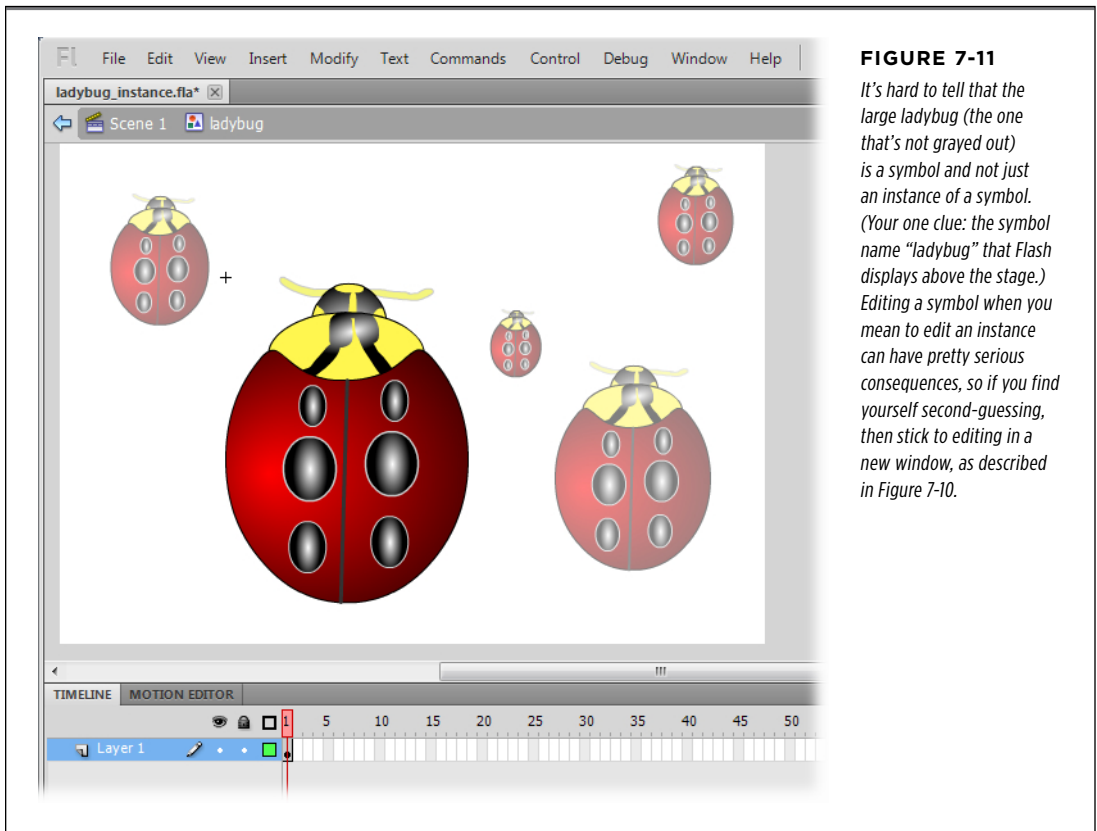 Fl File Edit View Insert Modify Text Commands Control Debug Window Help
ladybug_instance.fla*
Scene 1 ladybug
TIMELINE MOTION EDITOR
1 5 10 15 20 25 30 35 40 45 50
Layer 1
FIGURE 7-11
It's hard to tell that the
large ladybug (the one
that's not grayed out)
is a symbol and not just
an instance of a symbol.
(Your one clue: the symbol
name “ladybug” that Flash
displays above the stage.)
Editing a symbol when you
mean to edit an instance
can have pretty serious
consequences, so if you find
yourself second-guessing,
then stick to editing in a
new window, as described
in Figure 7-10.